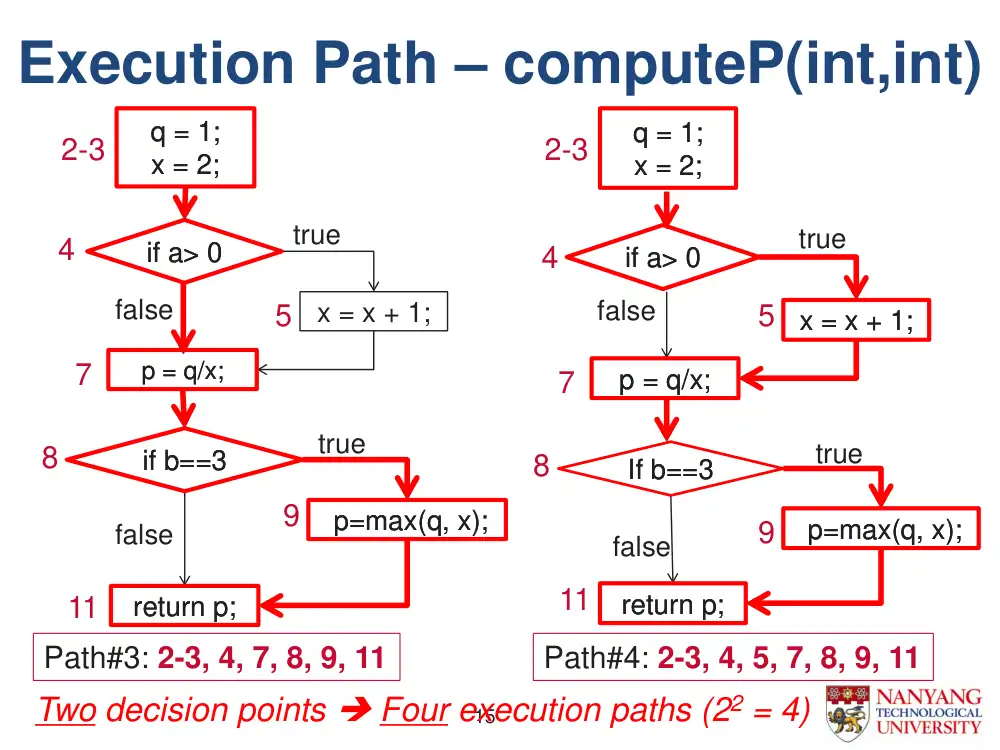 Execution Path – computeP(int,int)
2-3
q = 1;
x = 2;
4
if a> 0
true
false
5
x = x + 1;
7
p = q/x;
8
if b==3
true
false
9
p=max(q, x);
11
return p;
Path#3: 2-3, 4, 7, 8, 9, 11
2-3
q = 1;
x = 2;
4
if a> 0
true
false
5
x = x + 1;
7
p = q/x;
8
If b==3
true
false
9
p=max(q, x);
11
return p;
Path#4: 2-3, 4, 5, 7, 8, 9, 11
Two decision points ➔ Four execution paths (2² = 4)
15
NANYANG
TECHNOLOGICAL
UNIVERSITY